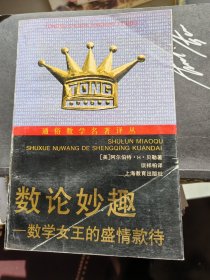 TONG
通俗数学名著译丛
SHULUN MIAOQU
SHUXUE NUWANG DE SHENGQING KUANDAI
[美]阿尔伯特·H·贝勒著
谈祥柏译
上海教育出版社
数论妙趣
—数学女王的盛情款待